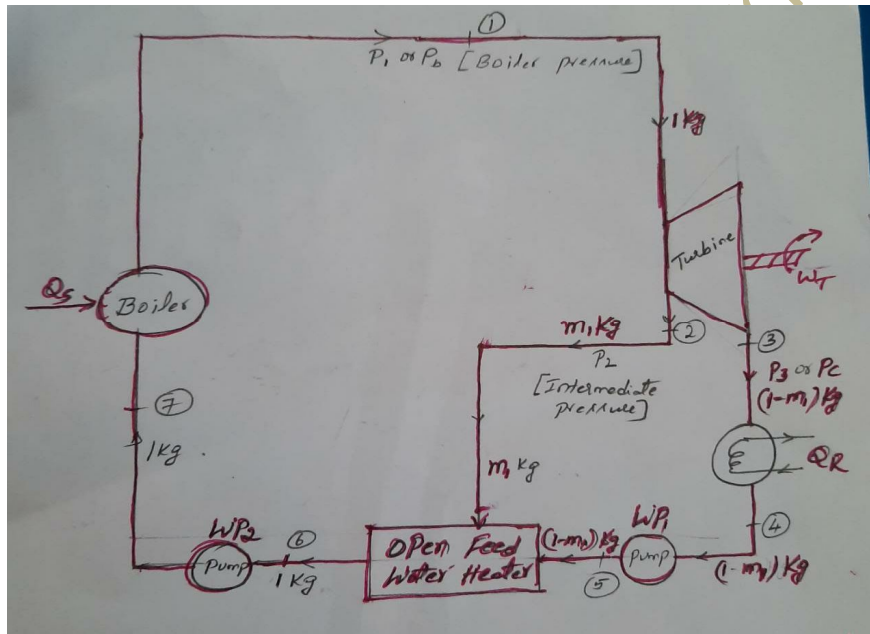 ①
P₁ or Pb [Boiler pressure]
1 Kg
Turbine
WT
Qs
Boiler
m₁ Kg
②
③
P₂
[Intermediate
pressure]
P₃ or Pc
(1-m₁) Kg
⑦
1 Kg
QR
m₁ Kg
④
WP₂
⑥
WP₁
(1-m₁) Kg
Pump
1 Kg
OPen Feed
Water Heater
⑤
Pump
(1-m₁) Kg